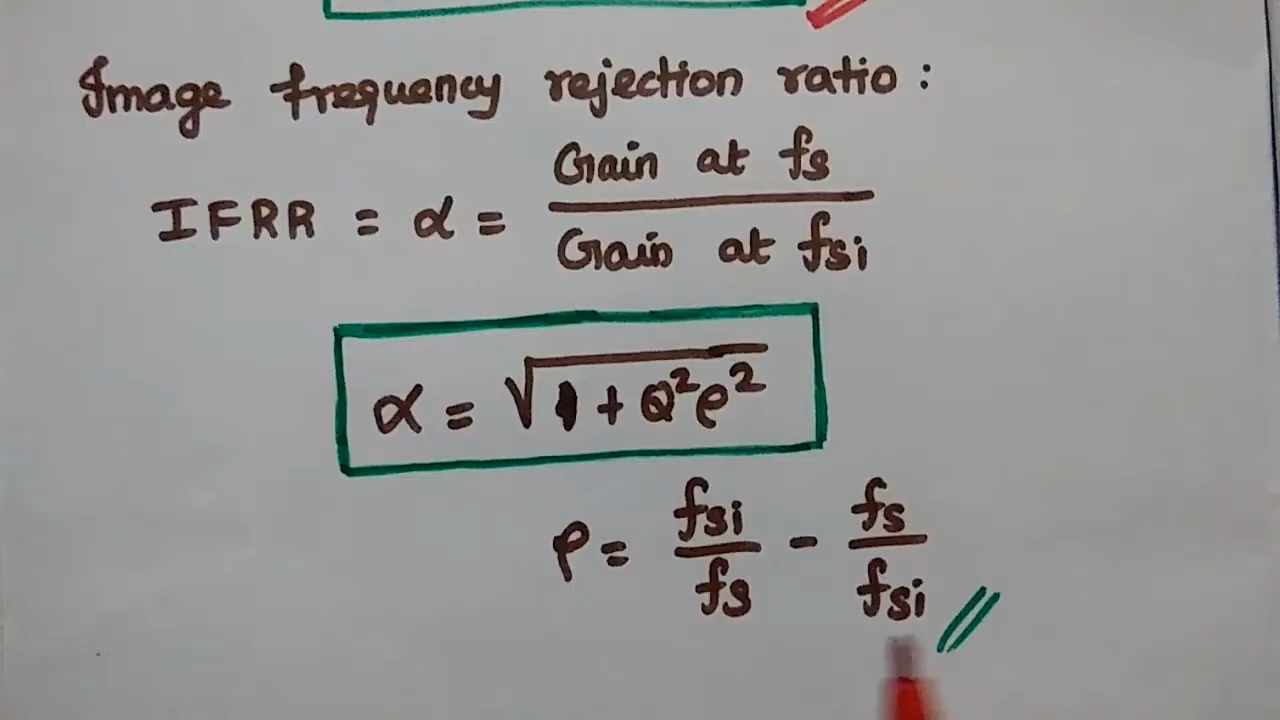 Image frequency rejection ratio :
IFRR = α = Gain at fs / Gain at fsi
α = √1 + Q²ρ²
ρ = fsi / fs - fs / fsi